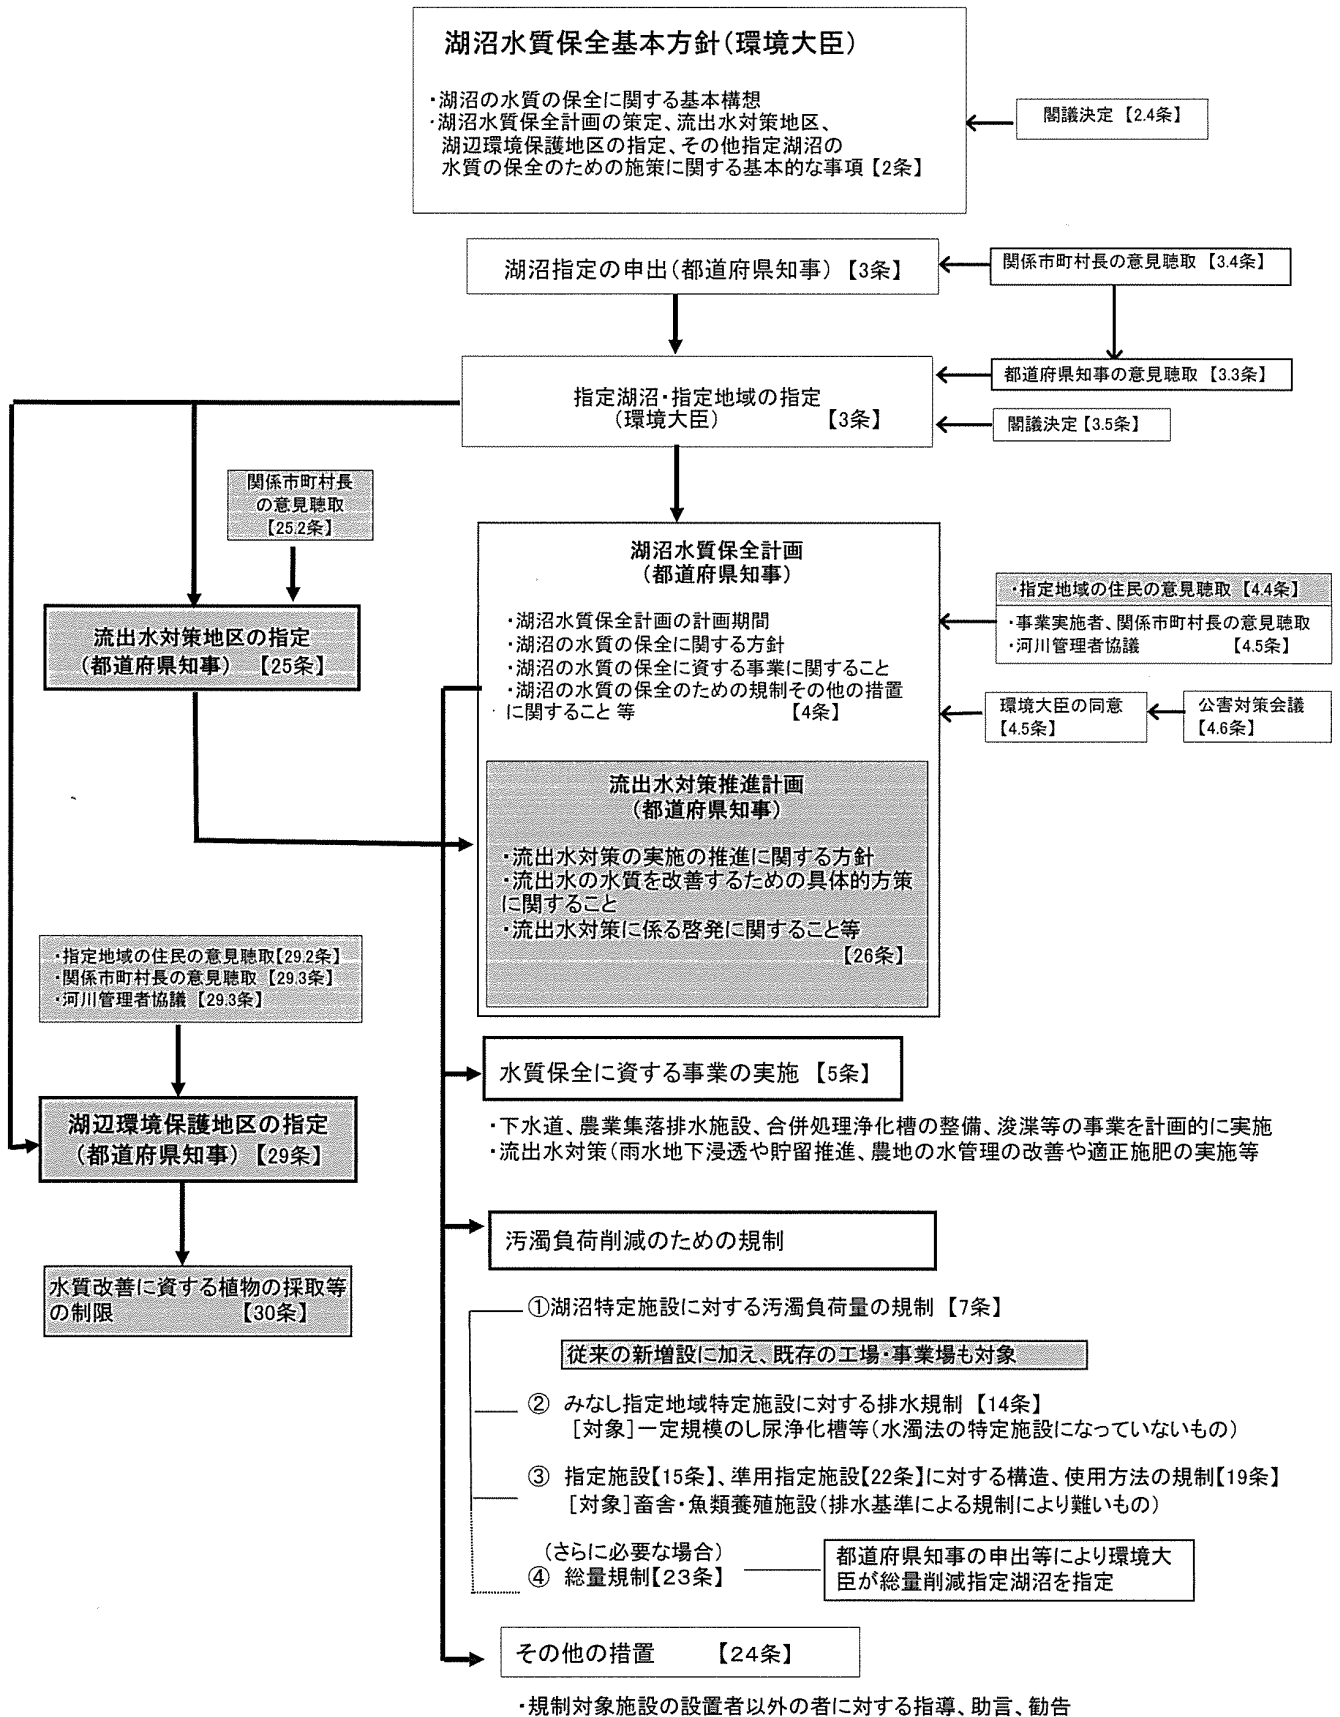 湖沼水質保全基本方針(環境大臣)
・湖沼の水質の保全に関する基本構想
・湖沼水質保全計画の策定、流出水対策地区、
湖辺環境保護地区の指定、その他指定湖沼の
水質の保全のための施策に関する基本的な事項【2条】
閣議決定【2.4条】
湖沼指定の申出(都道府県知事)【3条】
関係市町村長の意見聴取【3.4条】
都道府県知事の意見聴取【3.3条】
指定湖沼・指定地域の指定
(環境大臣) 【3条】
閣議決定【3.5条】
関係市町村長
の意見聴取
【25.2条】
流出水対策地区の指定
(都道府県知事) 【25条】
湖沼水質保全計画
(都道府県知事)
・湖沼水質保全計画の計画期間
・湖沼の水質の保全に関する方針
・湖沼の水質の保全に資する事業に関すること
・湖沼の水質の保全のための規制その他の措置
に関すること 等 【4条】
・指定地域の住民の意見聴取【4.4条】
・事業実施者、関係市町村長の意見聴取
・河川管理者協議 【4.5条】
環境大臣の同意
【4.5条】
公害対策会議
【4.6条】
流出水対策推進計画
(都道府県知事)
・流出水対策の実施の推進に関する方針
・流出水の水質を改善するための具体的方策
に関すること
・流出水対策に係る啓発に関すること等
【26条】
・指定地域の住民の意見聴取【29.2条】
・関係市町村長の意見聴取【29.3条】
・河川管理者協議【29.3条】
湖辺環境保護地区の指定
(都道府県知事)【29条】
水質改善に資する植物の採取等
の制限 【30条】
水質保全に資する事業の実施【5条】
・下水道、農業集落排水施設、合併処理浄化槽の整備、浚渫等の事業を計画的に実施
・流出水対策(雨水地下浸透や貯留推進、農地の水管理の改善や適正施肥の実施等
汚濁負荷削減のための規制
①湖沼特定施設に対する汚濁負荷量の規制【7条】
従来の新増設に加え、既存の工場・事業場も対象
② みなし指定地域特定施設に対する排水規制【14条】
[対象]一定規模のし尿浄化槽等(水濁法の特定施設になっていないもの)
③ 指定施設【15条】、準用指定施設【22条】に対する構造、使用方法の規制【19条】
[対象]畜舎・魚類養殖施設(排水基準による規制により難いもの)
(さらに必要な場合)
④ 総量規制【23条】
都道府県知事の申出等により環境大
臣が総量削減指定湖沼を指定
その他の措置 【24条】
・規制対象施設の設置者以外の者に対する指導、助言、勧告